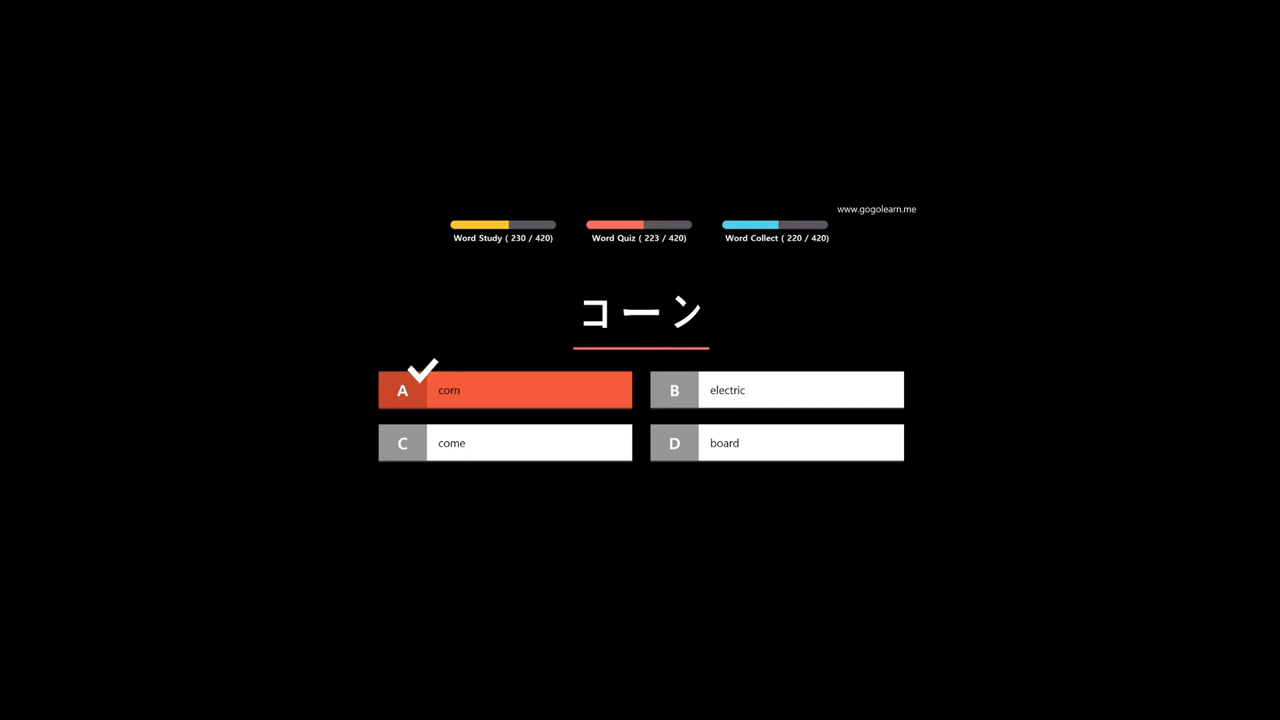 www.gogolearn.me
Word Study ( 230 / 420)
Word Quiz ( 223 / 420)
Word Collect ( 220 / 420)
コーン
A corn
B electric
C come
D board